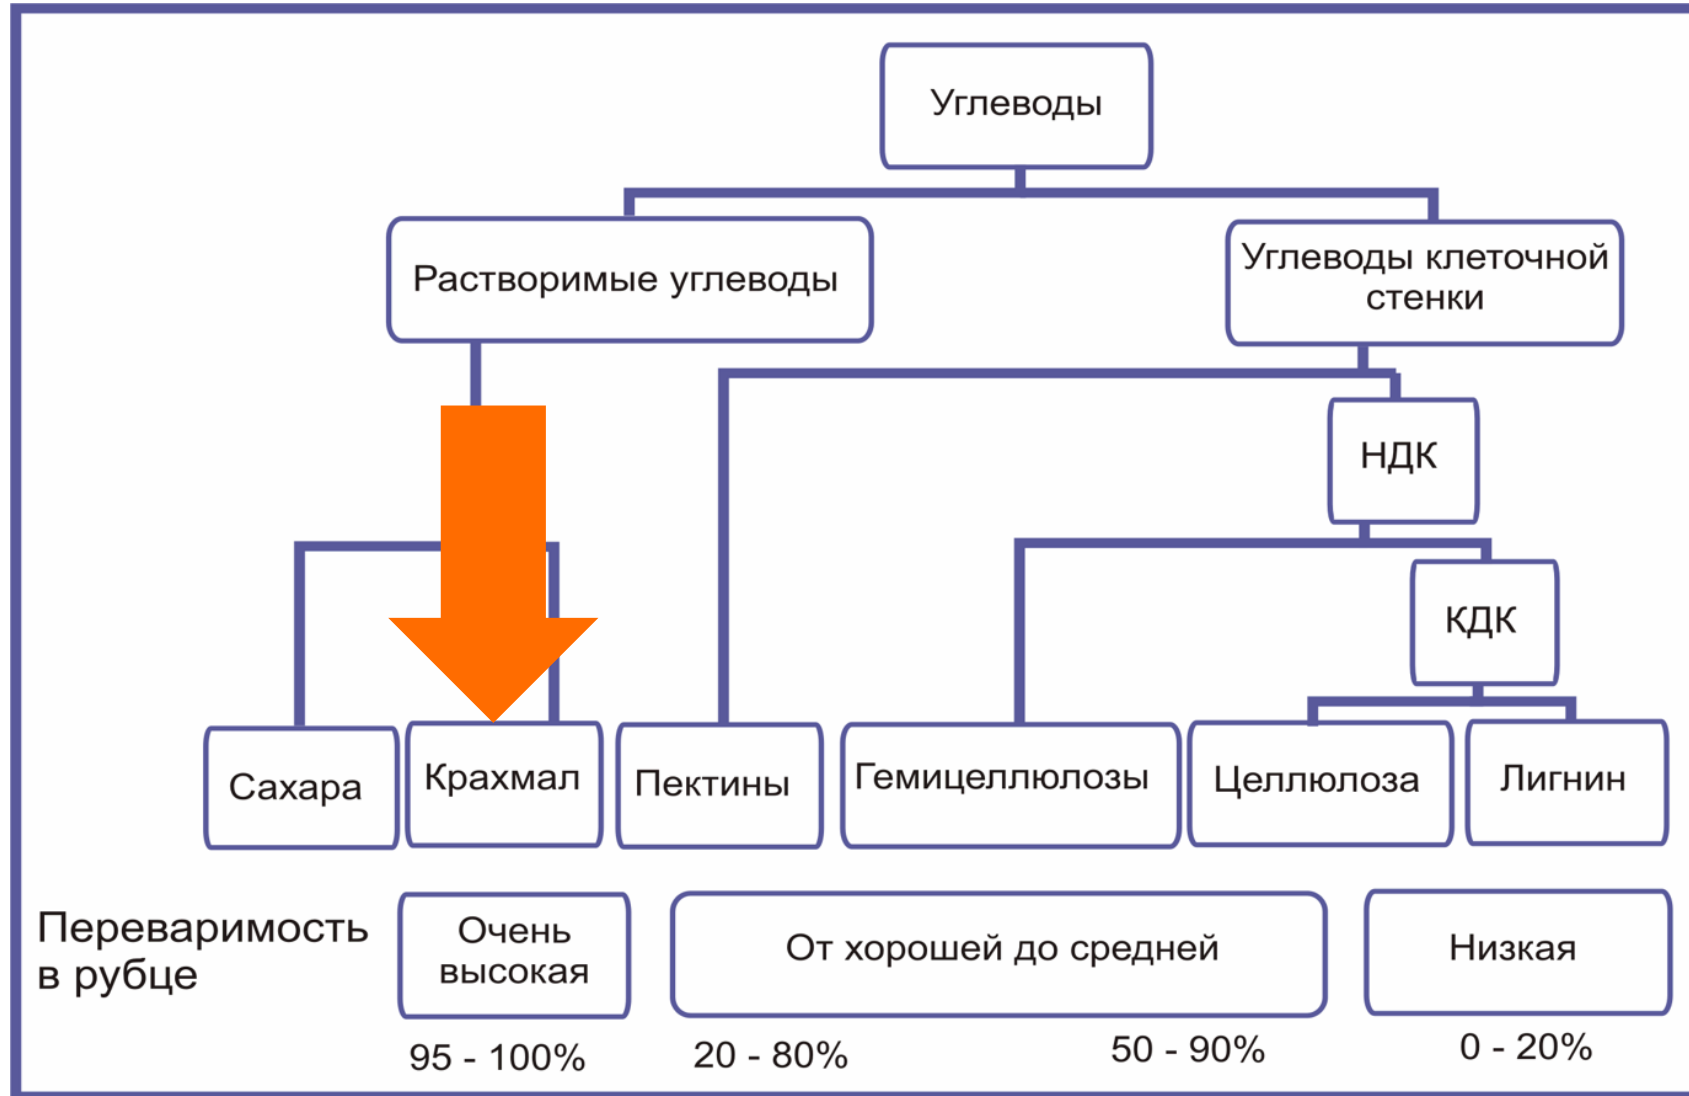 Углеводы
Растворимые углеводы
Углеводы клеточной
стенки
НДК
КДК
Сахара
Крахмал
Пектины
Гемицеллюлозы
Целлюлоза
Лигнин
Переваримость
в рубце
Очень
высокая
От хорошей до средней
Низкая
95 - 100%
20 - 80%
50 - 90%
0 - 20%